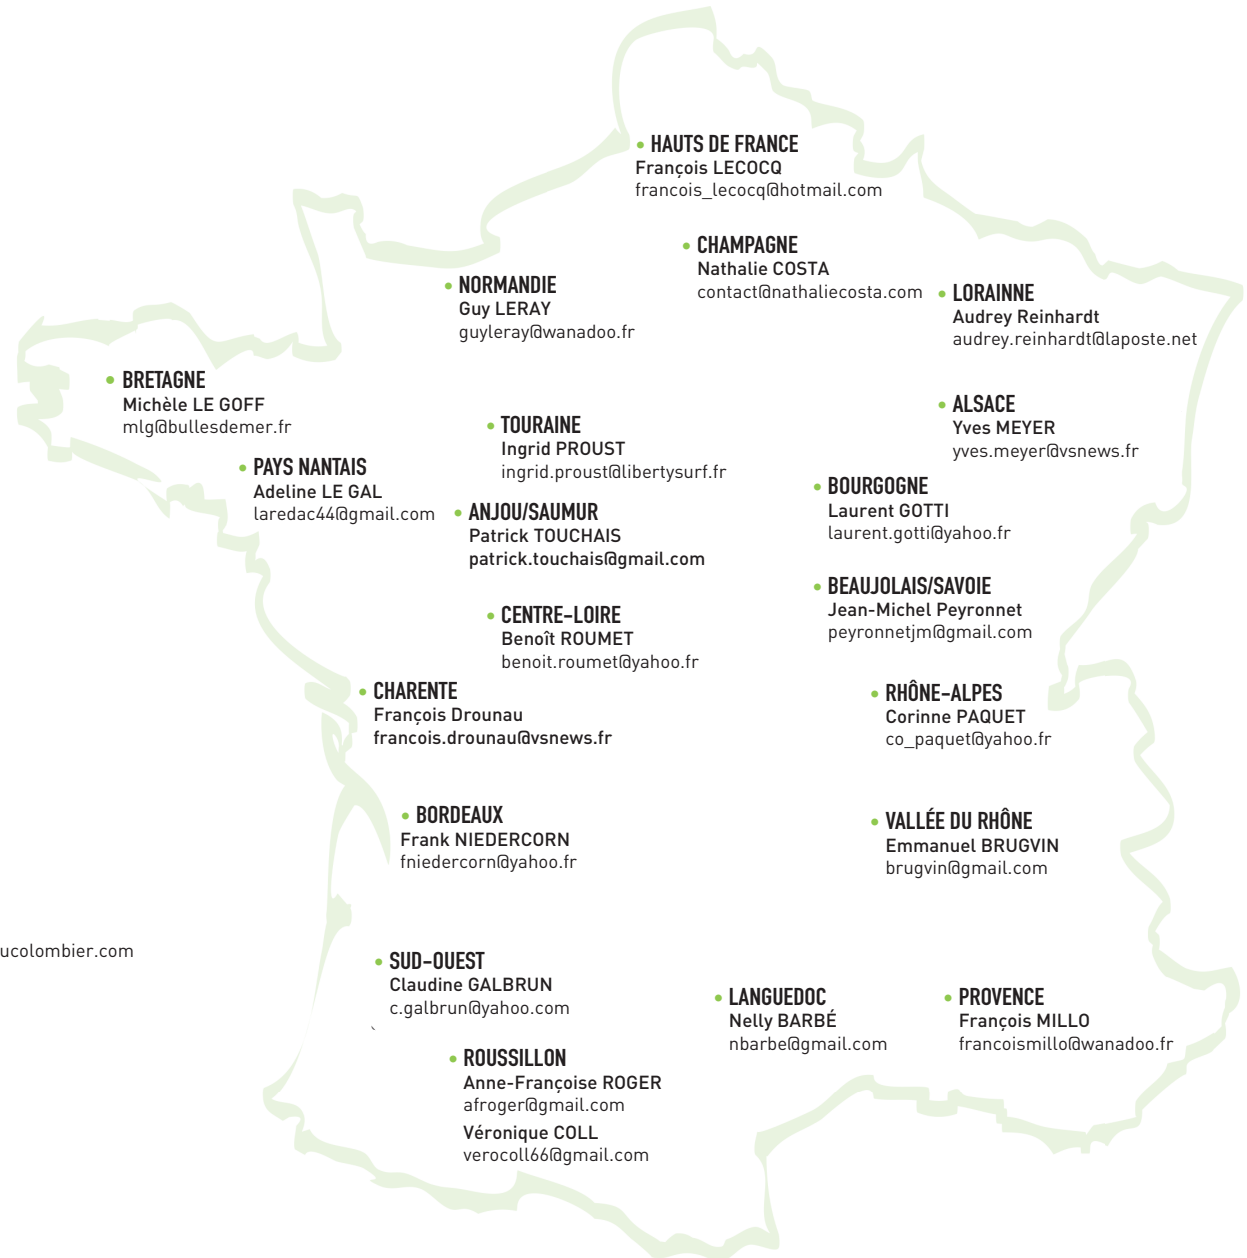 • HAUTS DE FRANCE
François LECOCQ
francois_lecocq@hotmail.com
• CHAMPAGNE
Nathalie COSTA
contact@nathaliecosta.com
• NORMANDIE
Guy LERAY
guyleray@wanadoo.fr
• LORAINNE
Audrey Reinhardt
audrey.reinhardt@laposte.net
• BRETAGNE
Michèle LE GOFF
mlg@bullesdemer.fr
• ALSACE
Yves MEYER
yves.meyer@vsnews.fr
• TOURAINE
Ingrid PROUST
ingrid.proust@libertysurf.fr
• PAYS NANTAIS
Adeline LE GAL
laredac44@gmail.com
• BOURGOGNE
Laurent GOTTI
laurent.gotti@yahoo.fr
• ANJOU/SAUMUR
Patrick TOUCHAIS
patrick.touchais@gmail.com
• BEAUJOLAIS/SAVOIE
Jean-Michel Peyronnet
peyronnetjm@gmail.com
• CENTRE-LOIRE
Benoît ROUMET
benoit.roumet@yahoo.fr
• CHARENTE
François Drounau
francois.drounau@vsnews.fr
• RHÔNE-ALPES
Corinne PAQUET
co_paquet@yahoo.fr
• BORDEAUX
Frank NIEDERCORN
fniedercorn@yahoo.fr
• VALLÉE DU RHÔNE
Emmanuel BRUGVIN
brugvin@gmail.com
ucolombier.com
• SUD-OUEST
Claudine GALBRUN
c.galbrun@yahoo.com
• LANGUEDOC
Nelly BARBÉ
nbarbe@gmail.com
• PROVENCE
François MILLO
francoismillo@wanadoo.fr
• ROUSSILLON
Anne-Françoise ROGER
afroger@gmail.com
Véronique COLL
verocoll66@gmail.com